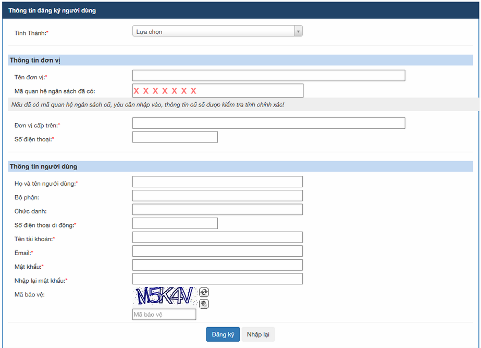 Thông tin đăng ký người dùng
Tỉnh Thành:*
Lựa chọn
Thông tin đơn vị
Tên đơn vị:*
Mã quan hệ ngân sách đã có:
X X X X X X X
Nếu đã có mã quan hệ ngân sách cũ, yêu cần nhập vào, thông tin cũ sẽ được kiểm tra tính chính xác!
Đơn vị cấp trên:*
Số điện thoại:*
Thông tin người dùng
Họ và tên người dùng:*
Bộ phận:
Chức danh:
Số điện thoại di động:*
Tên tài khoản:*
Email:*
Mật khẩu:*
Nhập lại mật khẩu:*
Mã bảo vệ:
M5K4V
Mã bảo vệ
Đăng ký
Nhập lại